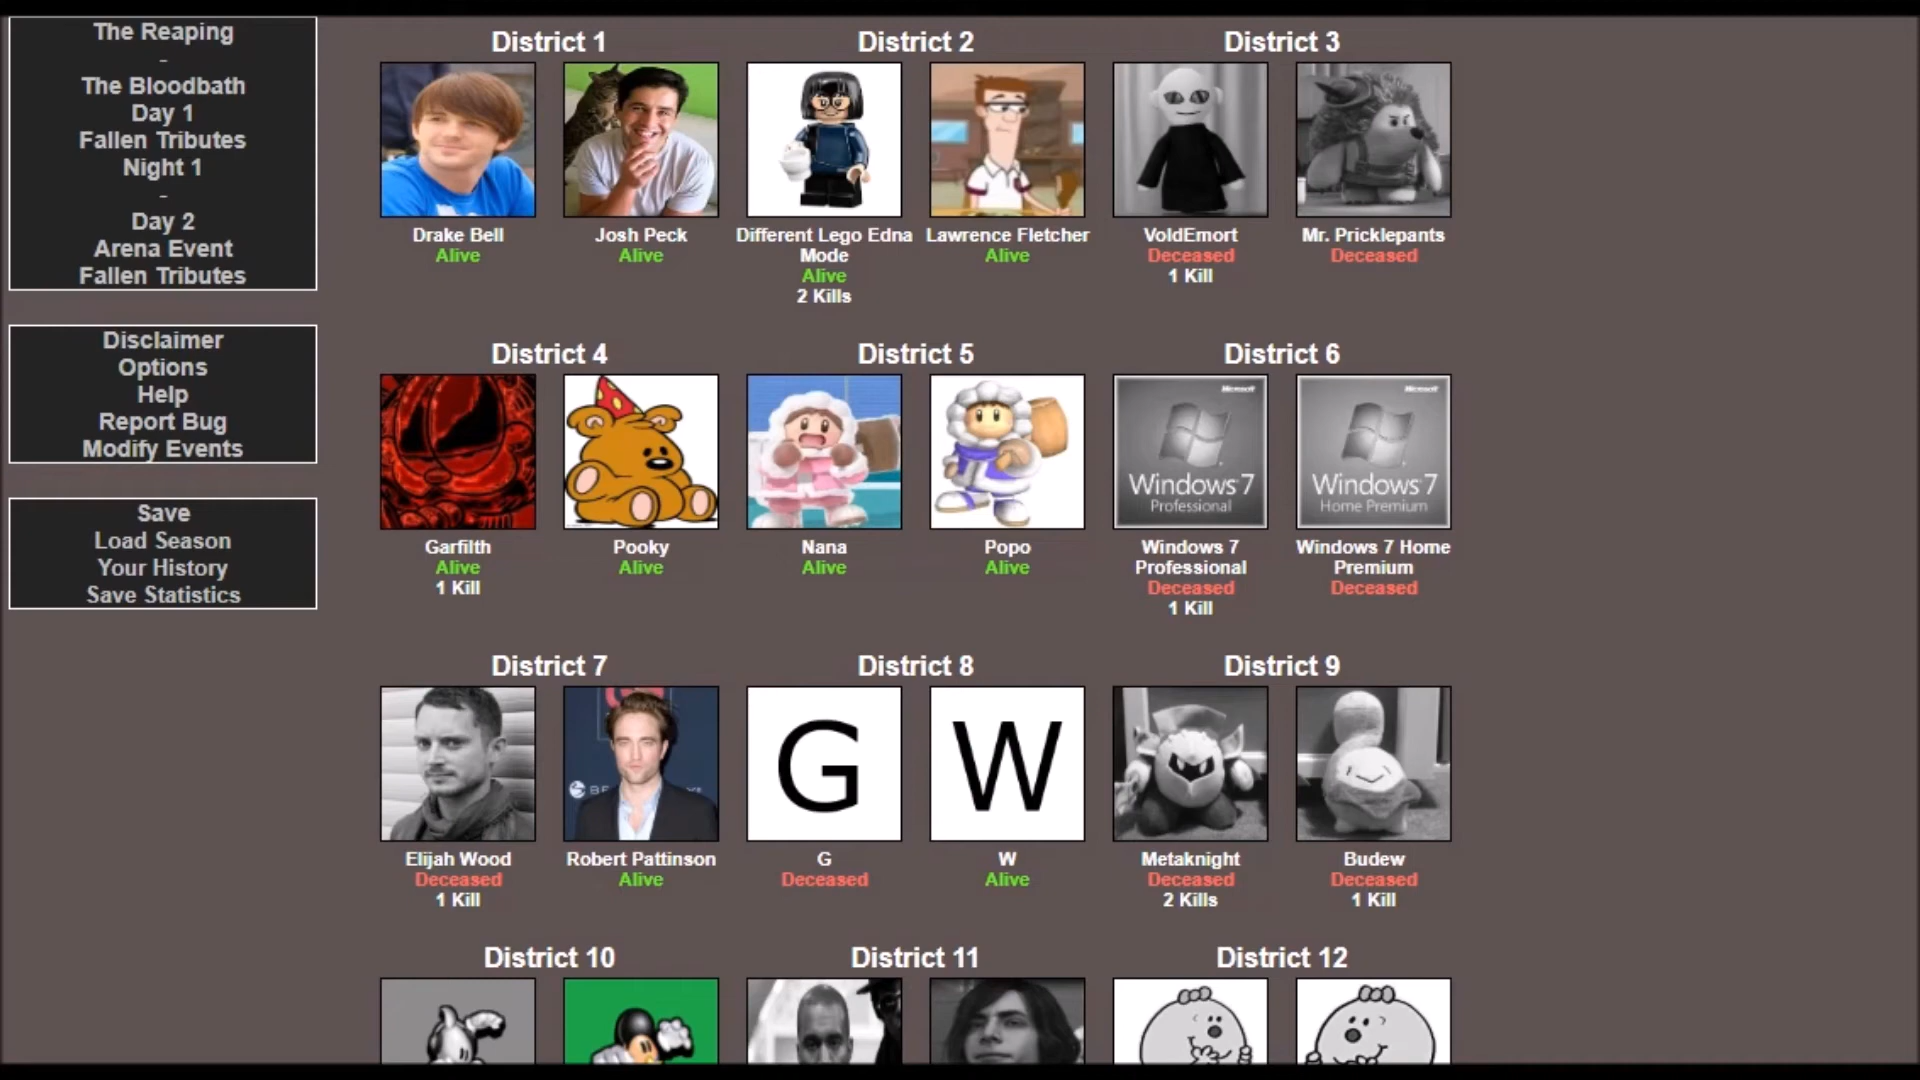 The Reaping
-
The Bloodbath
Day 1
Fallen Tributes
Night 1
-
Day 2
Arena Event
Fallen Tributes
Disclaimer
Options
Help
Report Bug
Modify Events
Save
Load Season
Your History
Save Statistics
District 1
District 2
District 3
Drake Bell
Alive
Josh Peck
Alive
Different Lego Edna
Mode
Alive
2 Kills
Lawrence Fletcher
Alive
VoldEmort
Deceased
1 Kill
Mr. Pricklepants
Deceased
District 4
District 5
District 6
Microsoft
Windows 7
Professional
Microsoft
Windows 7
Home Premium
Garfilth
Alive
1 Kill
Pooky
Alive
Nana
Alive
Popo
Alive
Windows 7
Professional
Deceased
1 Kill
Windows 7 Home
Premium
Deceased
District 7
District 8
District 9
G
W
Elijah Wood
Deceased
1 Kill
Robert Pattinson
Alive
G
Deceased
W
Alive
Metaknight
Deceased
2 Kills
Budew
Deceased
1 Kill
District 10
District 11
District 12